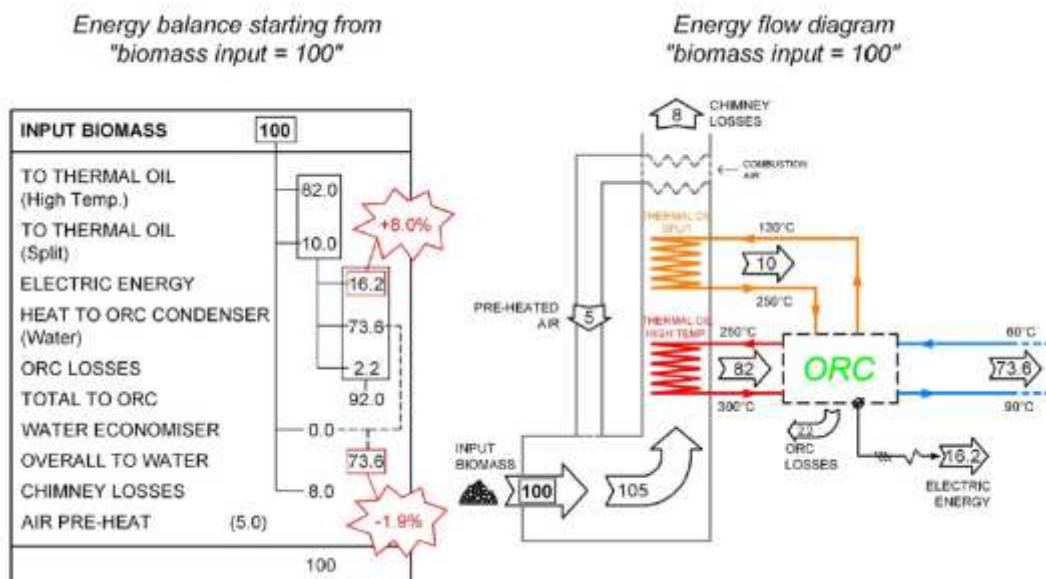 Energy balance starting from
"biomass input = 100"
INPUT BIOMASS 100
TO THERMAL OIL
(High Temp.)
82.0
TO THERMAL OIL
(Split)
10.0
+8.0%
ELECTRIC ENERGY 16.2
HEAT TO ORC CONDENSER
(Water)
73.6
ORC LOSSES 2.2
TOTAL TO ORC 92.0
WATER ECONOMISER 0.0
OVERALL TO WATER 73.6
CHIMNEY LOSSES 8.0
AIR PRE-HEAT (5.0)
-1.9%
100
Energy flow diagram
"biomass input = 100"
8
CHIMNEY
LOSSES
COMBUSTION
AIR
THERMAL OIL
SPLIT
130°C
10
250°C
PRE-HEATED
AIR
5
THERMAL OIL
HIGH TEMP
250°C
82
300°C
ORC
60°C
73.6
90°C
ORC
LOSSES
16.2
ELECTRIC
ENERGY
INPUT
BIOMASS
100
105